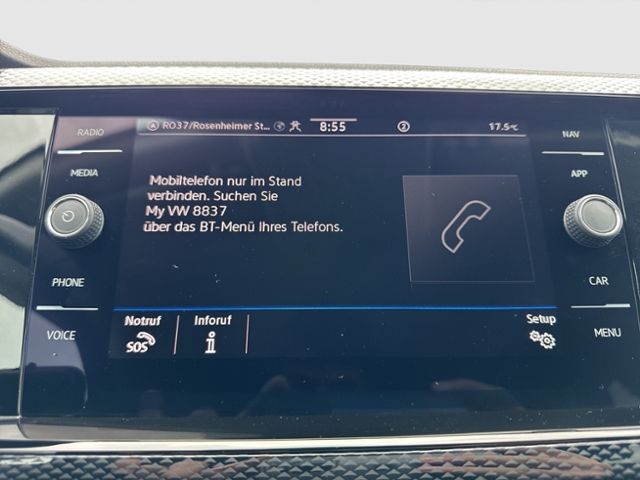 RADIO
MEDIA
PHONE
VOICE
RO37/Rosenheimer St...
8:55
2
17.5°C
Mobiltelefon nur im Stand
verbinden. Suchen Sie
My VW 8837
über das BT-Menü Ihres Telefons.
Notruf
SOS
Inforuf
i
Setup
NAV
APP
CAR
MENU